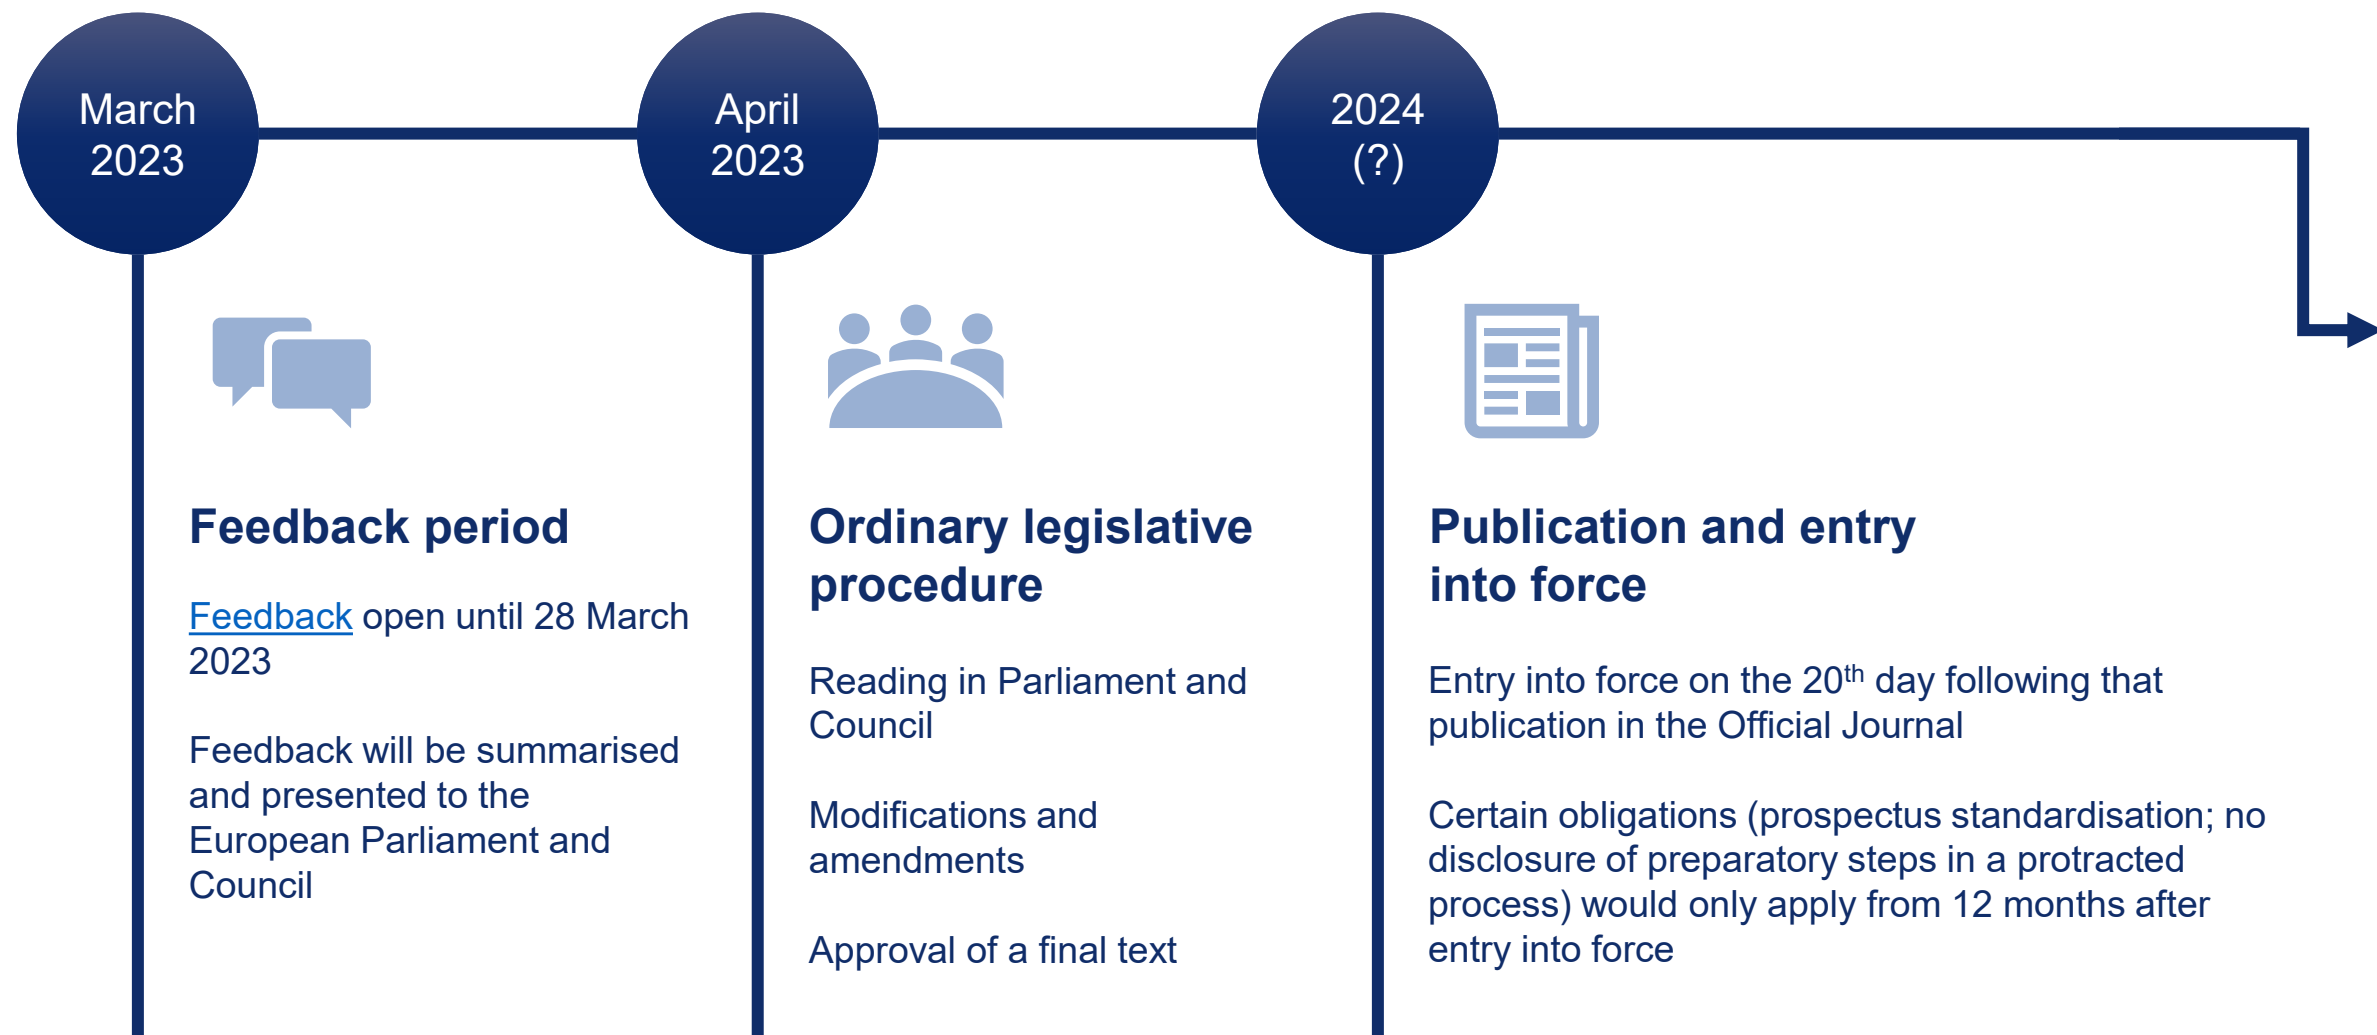 March
2023
April
2023
2024
(?)
Feedback period
Feedback open until 28 March
2023
Feedback will be summarised
and presented to the
European Parliament and
Council
Ordinary legislative
procedure
Reading in Parliament and
Council
Modifications and
amendments
Approval of a final text
Publication and entry
into force
Entry into force on the 20th day following that
publication in the Official Journal
Certain obligations (prospectus standardisation; no
disclosure of preparatory steps in a protracted
process) would only apply from 12 months after
entry into force